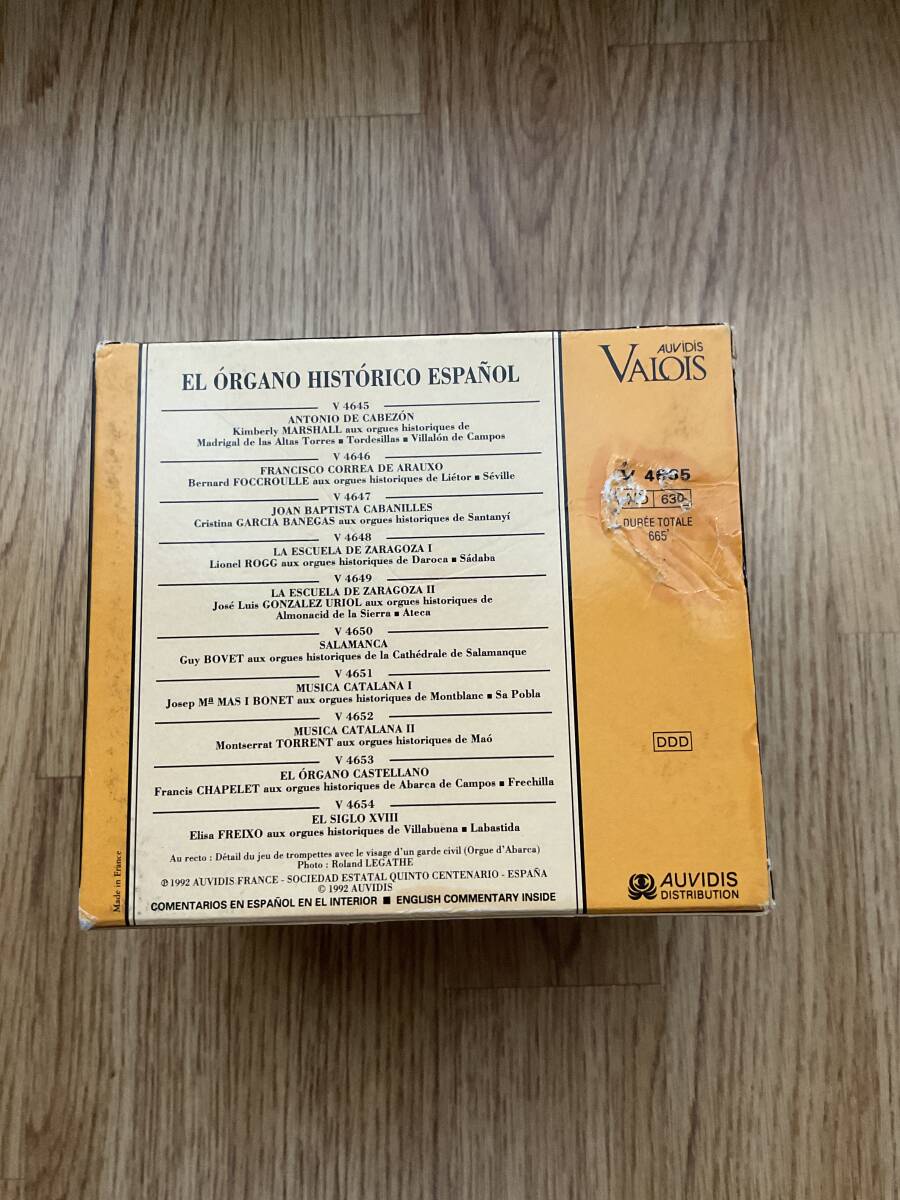 EL ÓRGANO HISTÓRICO ESPAÑOL
V 4645
ANTONIO DE CABEZÓN
Kimberly MARSHALL aux orgues historiques de
Madrigal de las Altas Torres ■ Tordesillas ■ Villalón de Campos
V 4646
FRANCISCO CORREA DE ARAUXO
Bernard FOCCROULLE aux orgues historiques de Liétor ■ Séville
V 4647
JOAN BAPTISTA CABANILLES
Cristina GARCIA BANEGAS aux orgues historiques de Santanyí
V 4648
LA ESCUELA DE ZARAGOZA I
Lionel ROGG aux orgues historiques de Daroca ■ Sádaba
V 4649
LA ESCUELA DE ZARAGOZA II
José Luis GONZALEZ URIOL aux orgues historiques de
Almonacid de la Sierra ■ Ateca
V 4650
SALAMANCA
Guy BOVET aux orgues historiques de la Cathédrale de Salamanque
V 4651
MUSICA CATALANA I
Josep Mª MAS I BONET aux orgues historiques de Montblanc ■ Sa Pobla
V 4652
MUSICA CATALANA II
Montserrat TORRENT aux orgues historiques de Maó
V 4653
EL ÓRGANO CASTELLANO
Francis CHAPELET aux orgues historiques de Abarca de Campos ■ Frechilla
V 4654
EL SIGLO XVIII
Elisa FREIXO aux orgues historiques de Villabuena ■ Labastida
Au recto : Détail du jeu de trompettes avec le visage d'un garde civil (Orgue d'Abarca)
Photo : Roland LEGATHE
℗ 1992 AUVIDIS FRANCE - SOCIEDAD ESTATAL QUINTO CENTENARIO - ESPAÑA
© 1992 AUVIDIS
COMENTARIOS EN ESPAÑOL EN EL INTERIOR ■ ENGLISH COMMENTARY INSIDE
Made in France
AUVIDIS
VALOIS
630
DURÉE TOTALE
665'
DDD
AUVIDIS
DISTRIBUTION